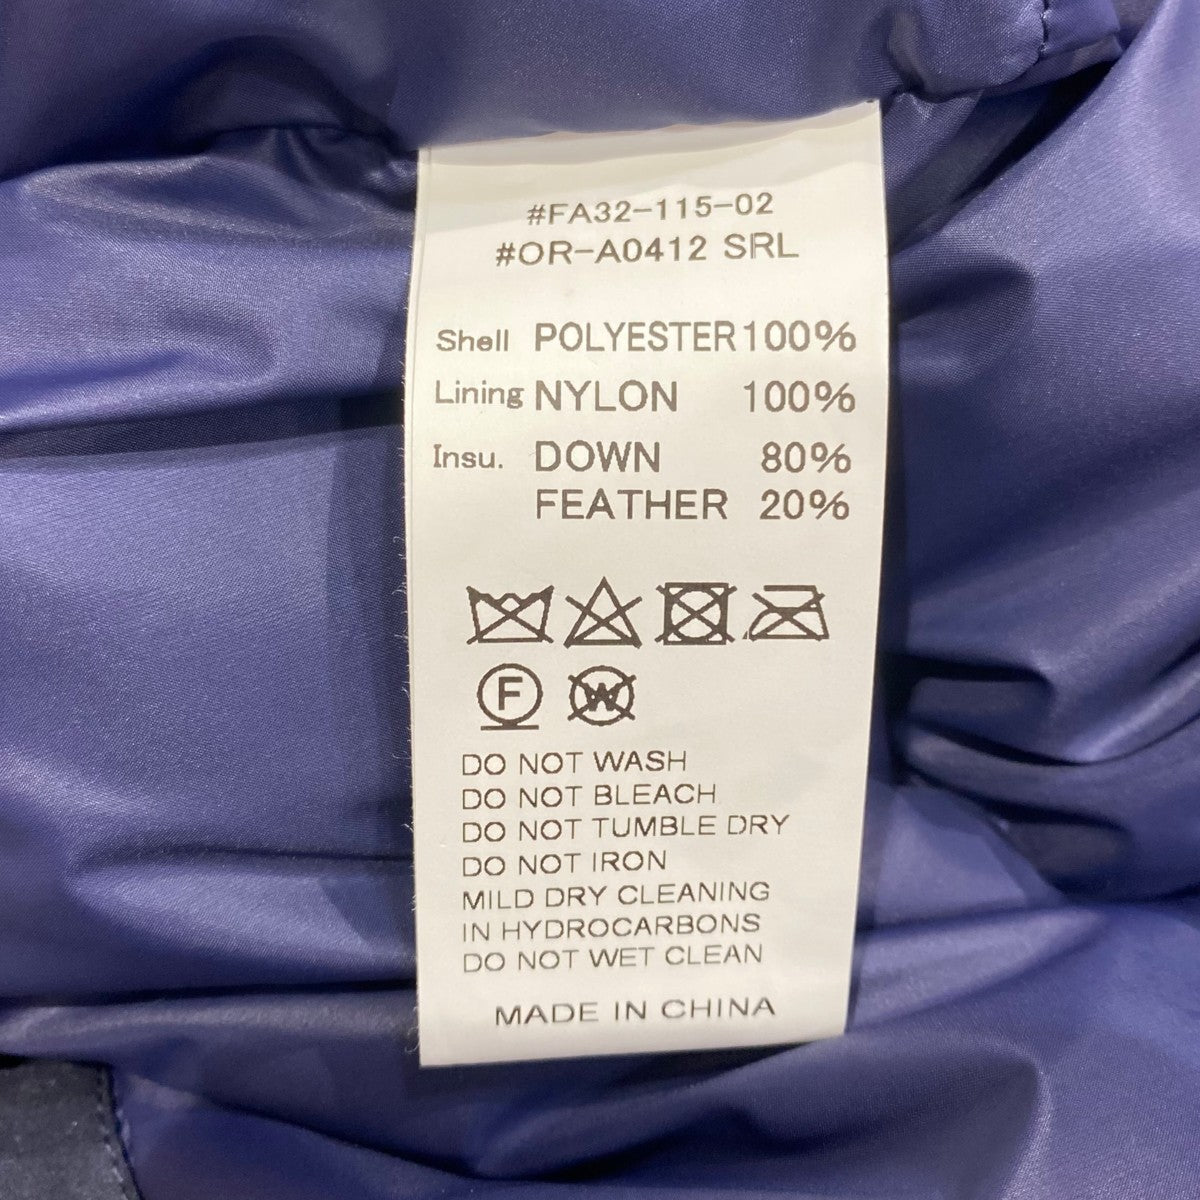 #FA32-115-02
#OR-A0412 SRL
Shell POLYESTER 100%
Lining NYLON 100%
Insu. DOWN 80%
FEATHER 20%
F W
DO NOT WASH
DO NOT BLEACH
DO NOT TUMBLE DRY
DO NOT IRON
MILD DRY CLEANING
IN HYDROCARBONS
DO NOT WET CLEAN
MADE IN CHINA